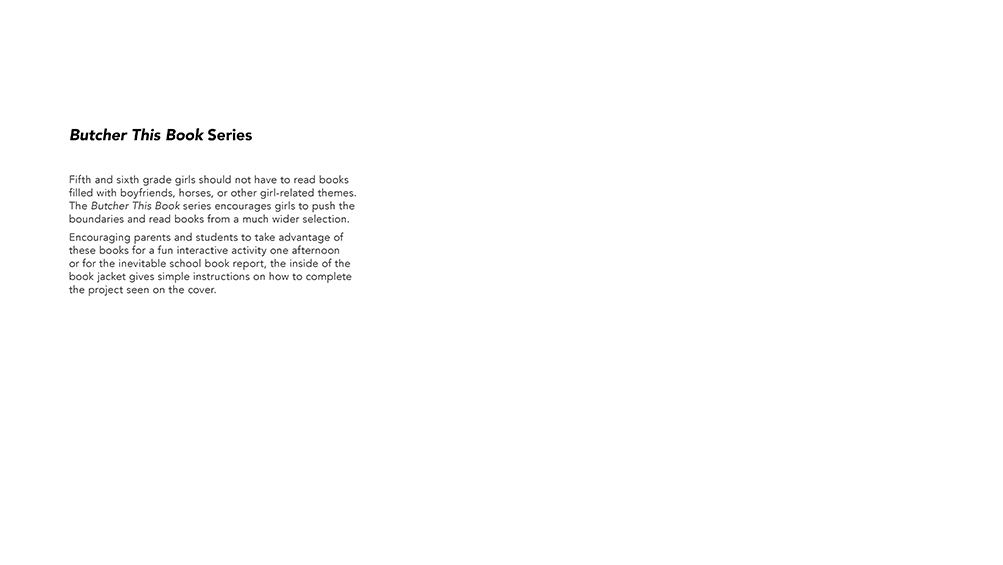 Butcher This Book Series
Fifth and sixth grade girls should not have to read books
filled with boyfriends, horses, or other girl-related themes.
The Butcher This Book series encourages girls to push the
boundaries and read books from a much wider selection.
Encouraging parents and students to take advantage of
these books for a fun interactive activity one afternoon
or for the inevitable school book report, the inside of the
book jacket gives simple instructions on how to complete
the project seen on the cover.